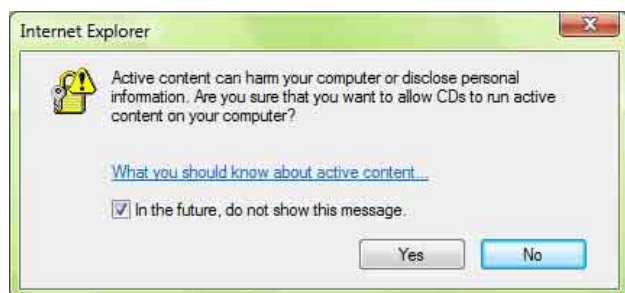 Internet Explorer
Active content can harm your computer or disclose personal
information. Are you sure that you want to allow CDs to run active
content on your computer?
What you should know about active content...
In the future, do not show this message.
Yes No